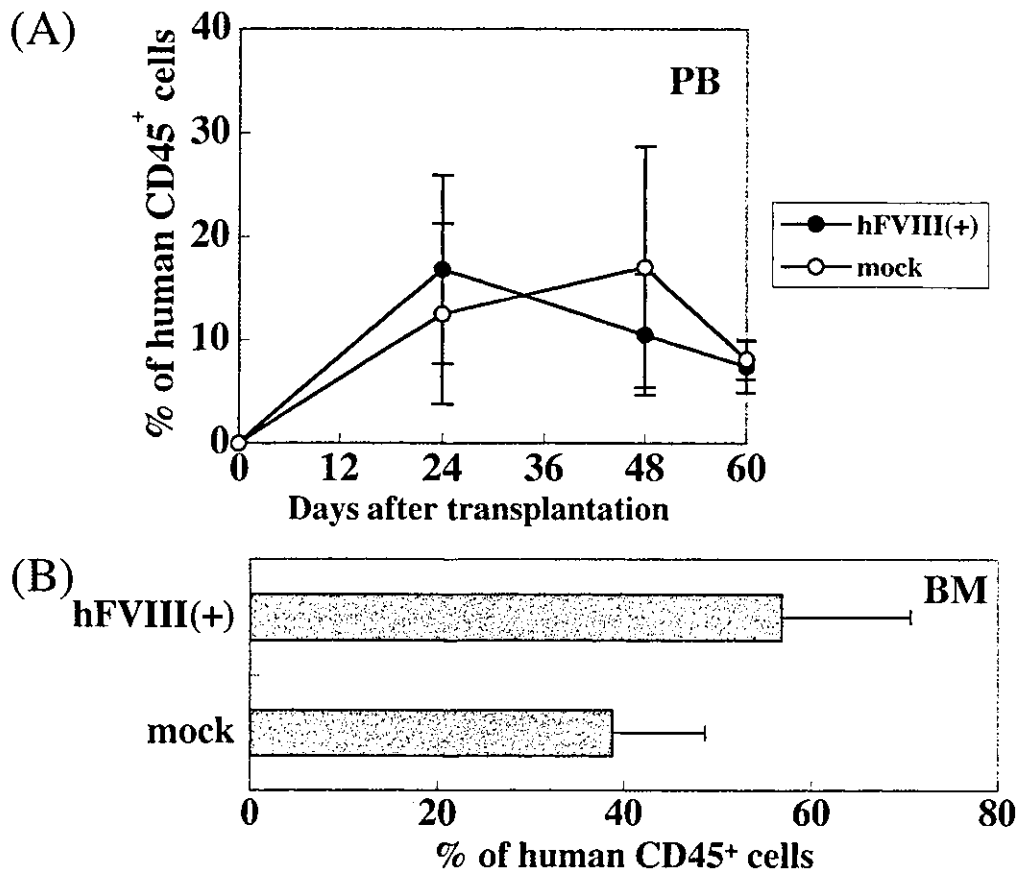 (A)
% of human CD45⁺ cells
40
30
20
10
0
PB
hFVIII(+)
mock
0 12 24 36 48 60
Days after transplantation
(B)
BM
hFVIII(+)
mock
0 20 40 60 80
% of human CD45⁺ cells